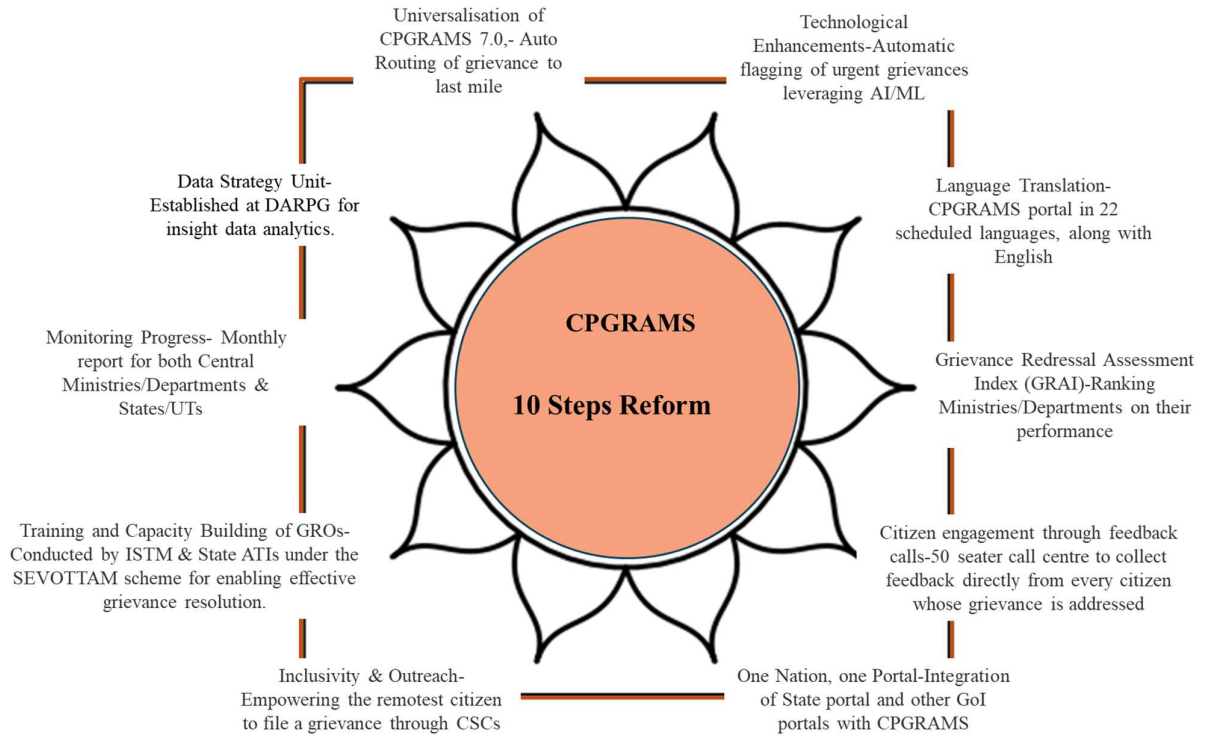 Universalisation of
CPGRAMS 7.0,- Auto
Routing of grievance to
last mile
Technological
Enhancements-Automatic
flagging of urgent grievances
leveraging AI/ML
Language Translation-
CPGRAMS portal in 22
scheduled languages, along with
English
Grievance Redressal Assessment
Index (GRAI)-Ranking
Ministries/Departments on their
performance
Citizen engagement through feedback
calls-50 seater call centre to collect
feedback directly from every citizen
whose grievance is addressed
One Nation, one Portal-Integration
of State portal and other GoI
portals with CPGRAMS
Inclusivity & Outreach-
Empowering the remotest citizen
to file a grievance through CSCs
Training and Capacity Building of GROs-
Conducted by ISTM & State ATIs under the
SEVOTTAM scheme for enabling effective
grievance resolution.
Monitoring Progress- Monthly
report for both Central
Ministries/Departments &
States/UTs
Data Strategy Unit-
Established at DARPG for
insight data analytics.
CPGRAMS
10 Steps Reform